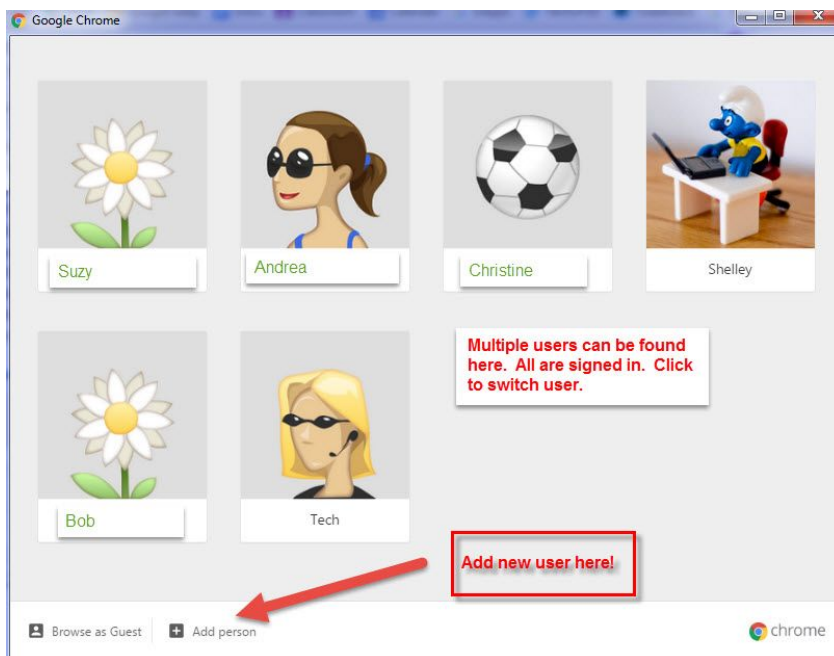 Google Chrome
Suzy
Andrea
Christine
Shelley
Multiple users can be found
here. All are signed in. Click
to switch user.
Bob
Tech
Add new user here!
Browse as Guest
Add person
chrome